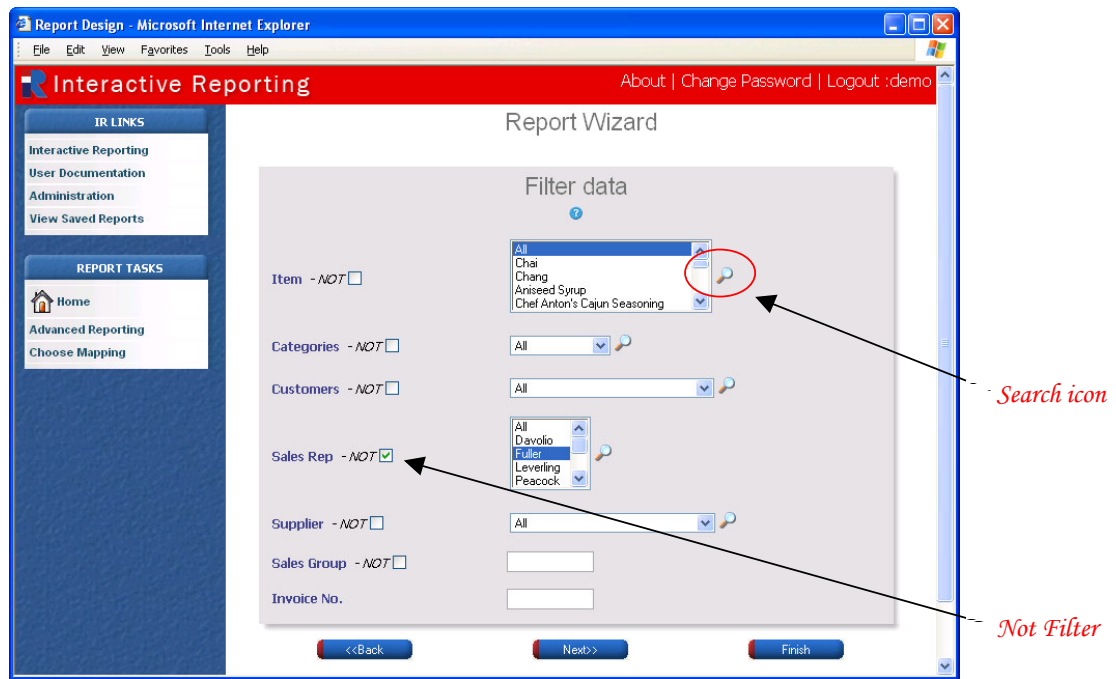 Report Design - Microsoft Internet Explorer
File Edit View Favorites Tools Help
Interactive Reporting
About | Change Password | Logout :demo
IR LINKS
Interactive Reporting
User Documentation
Administration
View Saved Reports
REPORT TASKS
Home
Advanced Reporting
Choose Mapping
Report Wizard
Filter data
?
Item - NOT
All
Chai
Chang
Aniseed Syrup
Chef Anton's Cajun Seasoning
Categories - NOT All
Customers - NOT All
Search icon
Sales Rep - NOT
All
Davolio
Fuller
Leverling
Peacock
Supplier - NOT All
Sales Group - NOT
Invoice No.
Not Filter
<<Back Next>> Finish